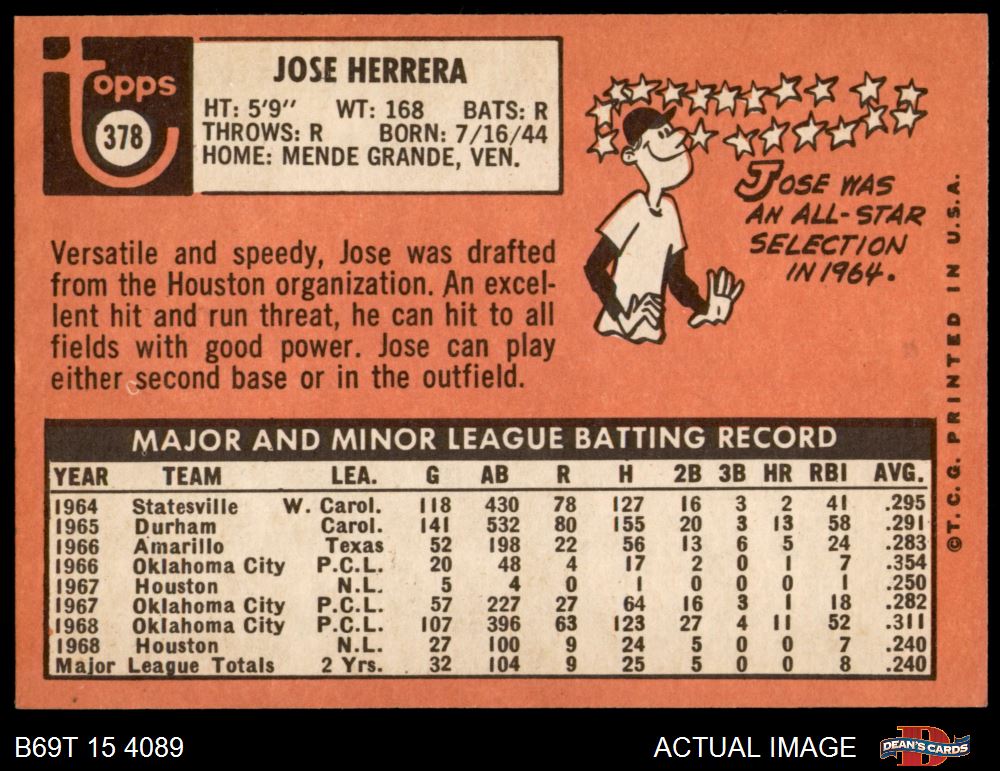 Topps
378
JOSE HERRERA
HT: 5'9" WT: 168 BATS: R
THROWS: R BORN: 7/16/44
HOME: MENDE GRANDE, VEN.
JOSE WAS
AN ALL-STAR
SELECTION
IN 1964.
Versatile and speedy, Jose was drafted
from the Houston organization. An excel-
lent hit and run threat, he can hit to all
fields with good power. Jose can play
either second base or in the outfield.
MAJOR AND MINOR LEAGUE BATTING RECORD
YEAR TEAM LEA. G AB R H 2B 3B HR RBI AVG.
1964 Statesville W. Carol. 118 430 78 127 16 3 2 41 .295
1965 Durham Carol. 141 532 80 155 20 3 13 58 .291
1966 Amarillo Texas 52 198 22 56 13 6 5 24 .283
1966 Oklahoma City P.C.L. 20 48 4 17 2 0 1 7 .354
1967 Houston N.L. 5 4 0 1 0 0 0 1 .250
1967 Oklahoma City P.C.L. 57 227 27 64 16 3 1 18 .282
1968 Oklahoma City P.C.L. 107 396 63 123 27 4 11 52 .311
1968 Houston N.L. 27 100 9 24 5 0 0 7 .240
Major League Totals 2 Yrs. 32 104 9 25 5 0 0 8 .240
©T.C.G. PRINTED IN U.S.A.
B69T 15 4089
ACTUAL IMAGE
DEAN'S CARDS